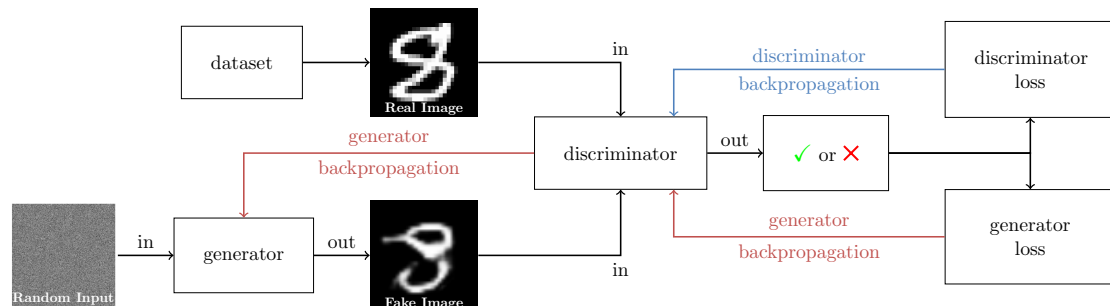 dataset
Real Image
in
discriminator
backpropagation
discriminator
loss
generator
backpropagation
discriminator
out
✓ or ✕
Random Input
in
generator
out
Fake Image
in
generator
backpropagation
generator
loss